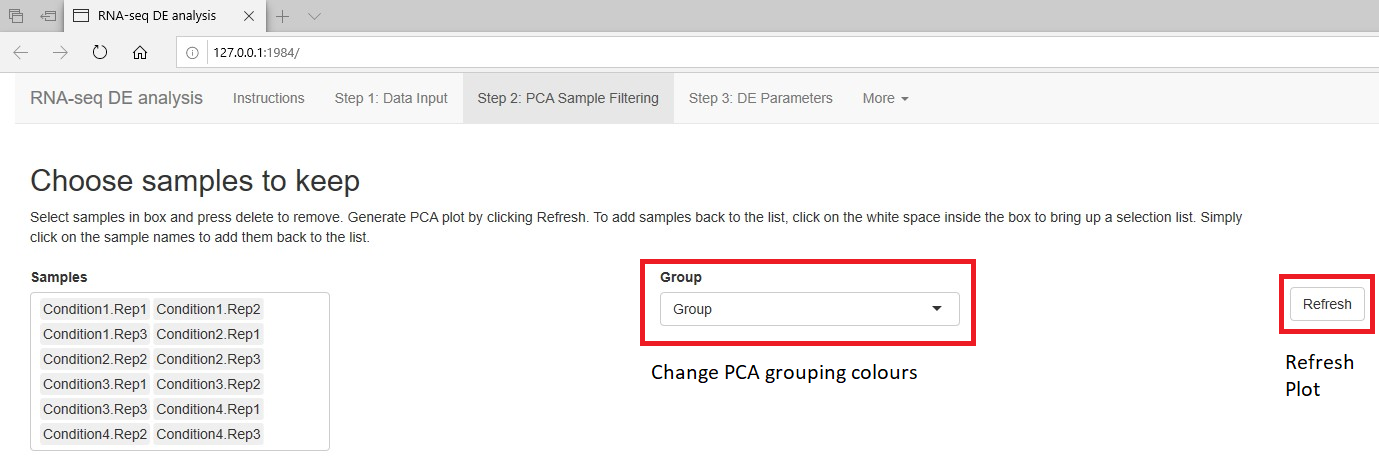 RNA-seq DE analysis
127.0.0.1:1984/
RNA-seq DE analysis Instructions Step 1: Data Input Step 2: PCA Sample Filtering Step 3: DE Parameters More
Choose samples to keep
Select samples in box and press delete to remove. Generate PCA plot by clicking Refresh. To add samples back to the list, click on the white space inside the box to bring up a selection list. Simply
click on the sample names to add them back to the list.
Samples
Condition1.Rep1 Condition1.Rep2
Condition1.Rep3 Condition2.Rep1
Condition2.Rep2 Condition2.Rep3
Condition3.Rep1 Condition3.Rep2
Condition3.Rep3 Condition4.Rep1
Condition4.Rep2 Condition4.Rep3
Group
Group
Change PCA grouping colours
Refresh
Refresh
Plot